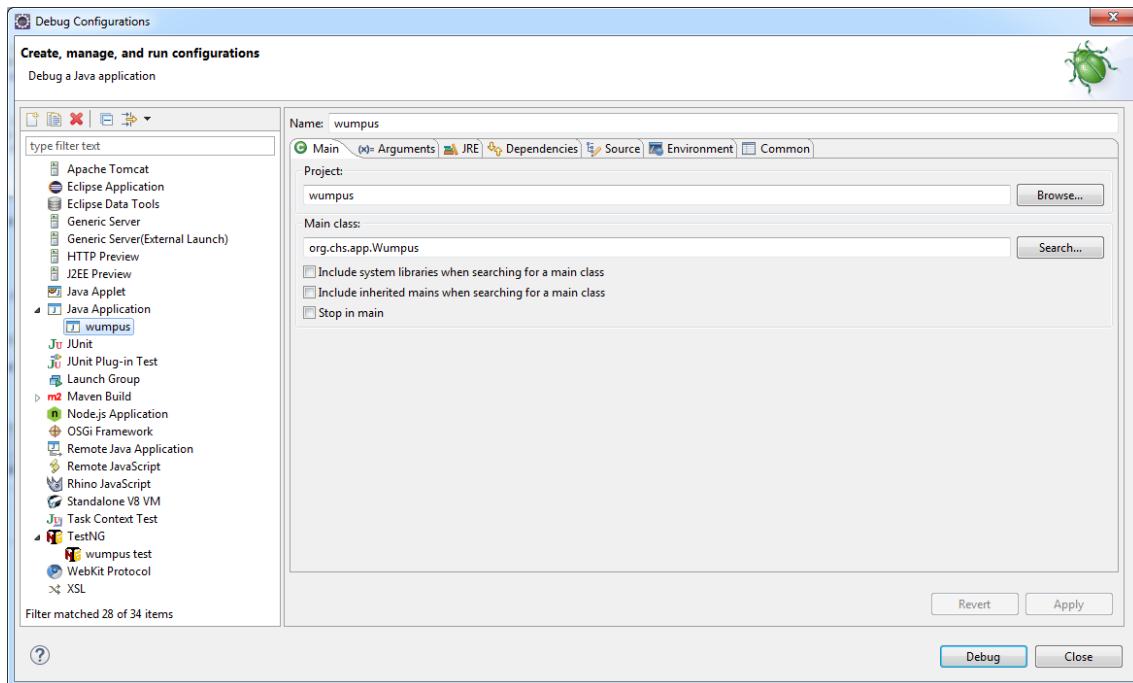 Debug Configurations
Create, manage, and run configurations
Debug a Java application
type filter text
Apache Tomcat
Eclipse Application
Eclipse Data Tools
Generic Server
Generic Server(External Launch)
HTTP Preview
J2EE Preview
Java Applet
Java Application
wumpus
JUnit
JUnit Plug-in Test
Launch Group
m2 Maven Build
Node.js Application
OSGi Framework
Remote Java Application
Remote JavaScript
Rhino JavaScript
Standalone V8 VM
Task Context Test
TestNG
wumpus test
WebKit Protocol
XSL
Filter matched 28 of 34 items
Name: wumpus
Main (x)= Arguments JRE Dependencies Source Environment Common
Project:
wumpus Browse...
Main class:
org.chs.app.Wumpus Search...
Include system libraries when searching for a main class
Include inherited mains when searching for a main class
Stop in main
Revert Apply
? Debug Close